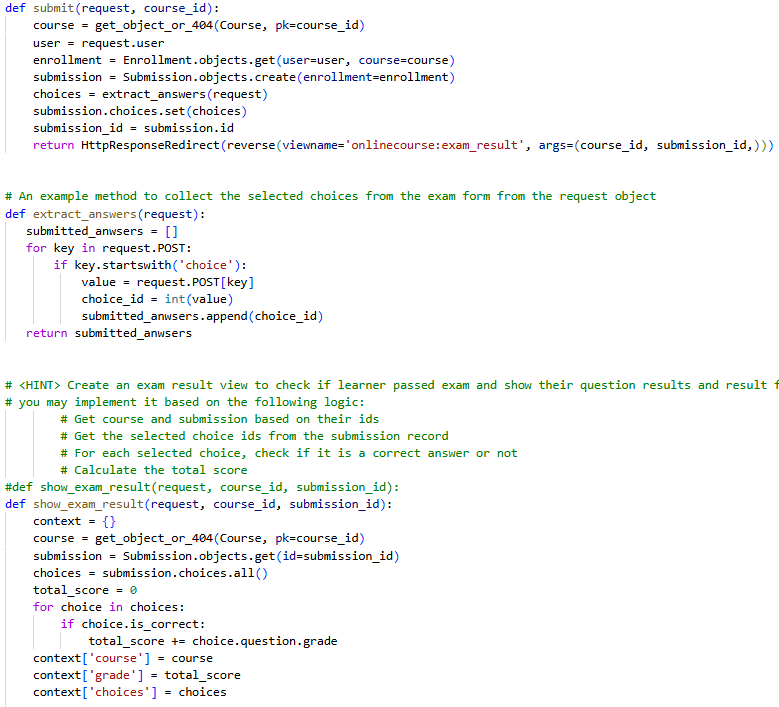 def submit(request, course_id):
    course = get_object_or_404(Course, pk=course_id)
    user = request.user
    enrollment = Enrollment.objects.get(user=user, course=course)
    submission = Submission.objects.create(enrollment=enrollment)
    choices = extract_answers(request)
    submission.choices.set(choices)
    submission_id = submission.id
    return HttpResponseRedirect(reverse(viewname='onlinecourse:exam_result', args=(course_id, submission_id,)))
# An example method to collect the selected choices from the exam form from the request object
def extract_answers(request):
   submitted_anwsers = []
   for key in request.POST:
       if key.startswith('choice'):
           value = request.POST[key]
           choice_id = int(value)
           submitted_anwsers.append(choice_id)
   return submitted_anwsers
# <HINT> Create an exam result view to check if learner passed exam and show their question results and result f
# you may implement it based on the following logic:
        # Get course and submission based on their ids
        # Get the selected choice ids from the submission record
        # For each selected choice, check if it is a correct answer or not
        # Calculate the total score
#def show_exam_result(request, course_id, submission_id):
def show_exam_result(request, course_id, submission_id):
    context = {}
    course = get_object_or_404(Course, pk=course_id)
    submission = Submission.objects.get(id=submission_id)
    choices = submission.choices.all()
    total_score = 0
    for choice in choices:
        if choice.is_correct:
            total_score += choice.question.grade
    context['course'] = course
    context['grade'] = total_score
    context['choices'] = choices